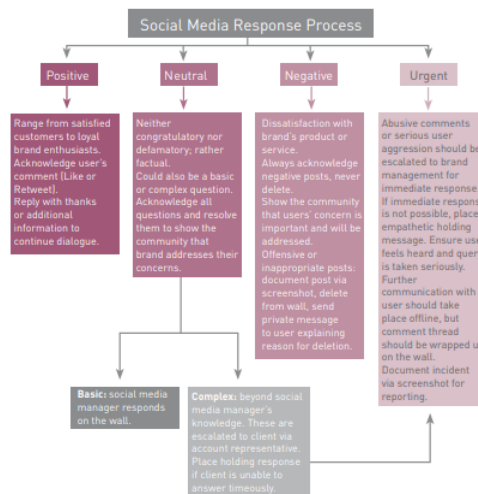 Social Media Response Process
Positive
Neutral
Negative
Urgent
Range from satisfied
customers to loyal
brand enthusiasts.
Acknowledge user's
comment (Like or
Retweet).
Reply with thanks
or additional
information to
continue dialogue.
Neither
congratulatory nor
defamatory; rather
factual.
Could also be a basic
or complex question.
Acknowledge all
questions and resolve
them to show the
community that
brand addresses their
concerns.
Dissatisfaction with
brand's product or
service.
Always acknowledge
negative posts, never
delete.
Show the community
that users' concern is
important and will be
addressed.
Offensive or
inappropriate posts:
document post via
screenshot, delete
from wall, send
private message
to user explaining
reason for deletion.
Abusive comments
or serious user
aggression should be
escalated to brand
management for
immediate response
If immediate respons
is not possible, place
empathetic holding
message. Ensure use
feels heard and quer
is taken seriously.
Further
communication with
user should take
place offline, but
comment thread
should be wrapped u
on the wall.
Document incident
via screenshot for
reporting.
Basic: social media
manager responds
on the wall.
Complex: beyond social
media manager's
knowledge. These are
escalated to client via
account representative.
Place holding response
if client is unable to
answer timeously.